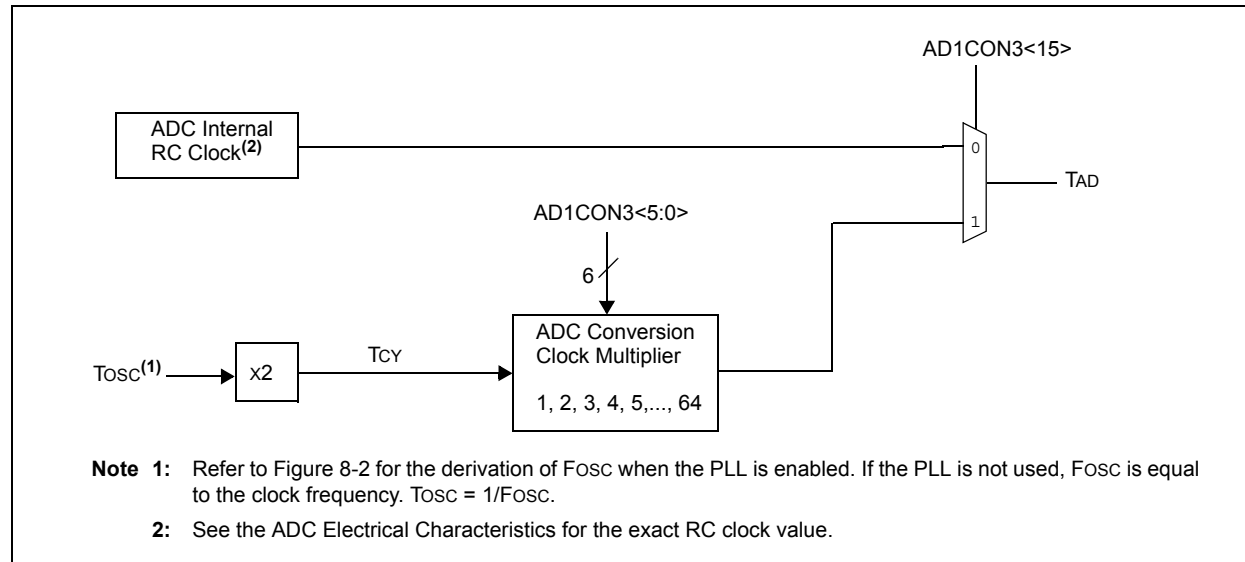 AD1CON3<15>
ADC Internal
RC Clock(2)
0
TAD
AD1CON3<5:0>
1
6
ADC Conversion
Clock Multiplier
TOSC(1)
X2
TCY
1, 2, 3, 4, 5,..., 64
Note 1: Refer to Figure 8-2 for the derivation of FOSC when the PLL is enabled. If the PLL is not used, FOSC is equal
to the clock frequency. TOSC = 1/FOSC.
2: See the ADC Electrical Characteristics for the exact RC clock value.